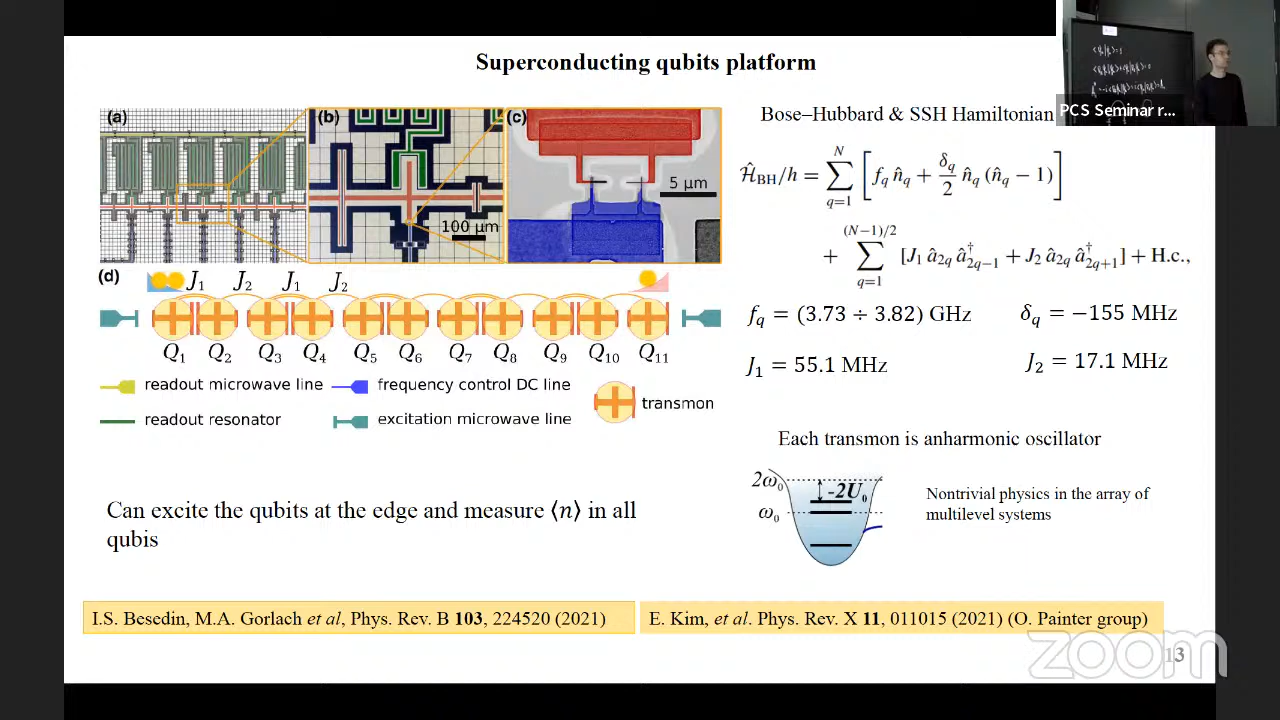 Superconducting qubits platform
PCS Seminar r...
(a)
(b)
(c)
100 μm
5 μm
(d)
J₁ J₂ J₁ J₂
Q₁ Q₂ Q₃ Q₄ Q₅ Q₆ Q₇ Q₈ Q₉ Q₁₀ Q₁₁
readout microwave line
frequency control DC line
readout resonator
excitation microwave line
transmon
Can excite the qubits at the edge and measure ⟨n⟩ in all
qubis
Bose–Hubbard & SSH Hamiltonian
Ĥ_BH/h = ∑_{q=1}^{N} [f_q n̂_q + δ_q/2 n̂_q (n̂_q − 1)]
+ ∑_{q=1}^{(N−1)/2} [J₁ â_{2q} â†_{2q−1} + J₂ â_{2q} â†_{2q+1}] + H.c.,
f_q = (3.73 ÷ 3.82) GHz δ_q = −155 MHz
J₁ = 55.1 MHz J₂ = 17.1 MHz
Each transmon is anharmonic oscillator
2ω₀
-2U₀
ω₀
Nontrivial physics in the array of
multilevel systems
I.S. Besedin, M.A. Gorlach et al, Phys. Rev. B 103, 224520 (2021)
E. Kim, et al. Phys. Rev. X 11, 011015 (2021) (O. Painter group)
zoom
13